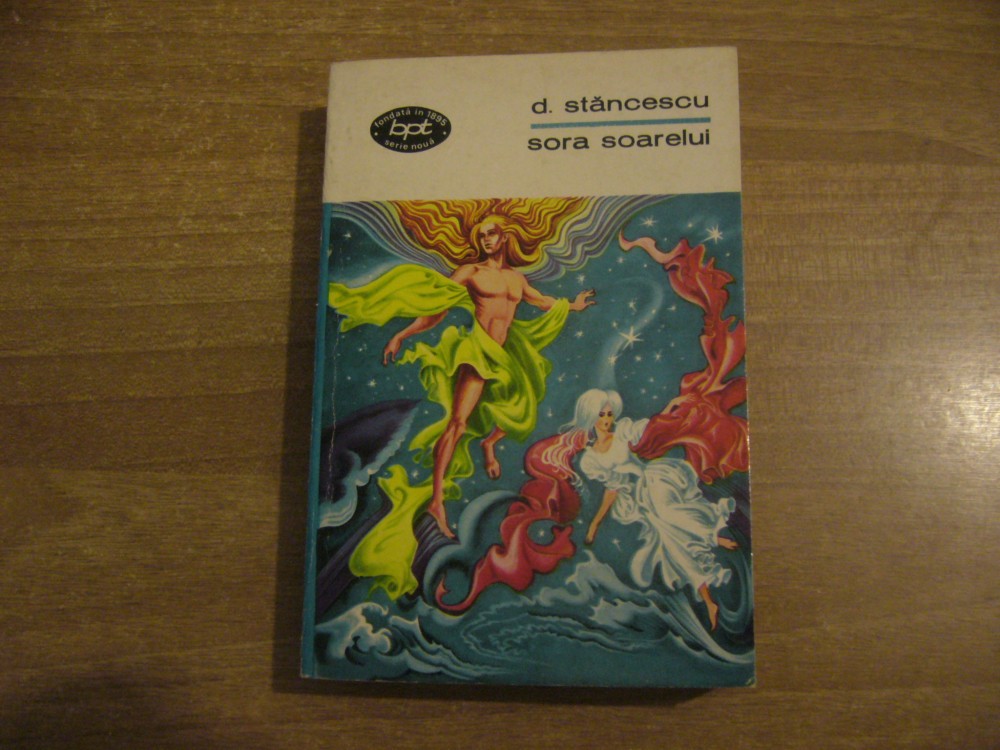 fondată în 1895
bpt
serie nouă
d. stăncescu
sora soarelui